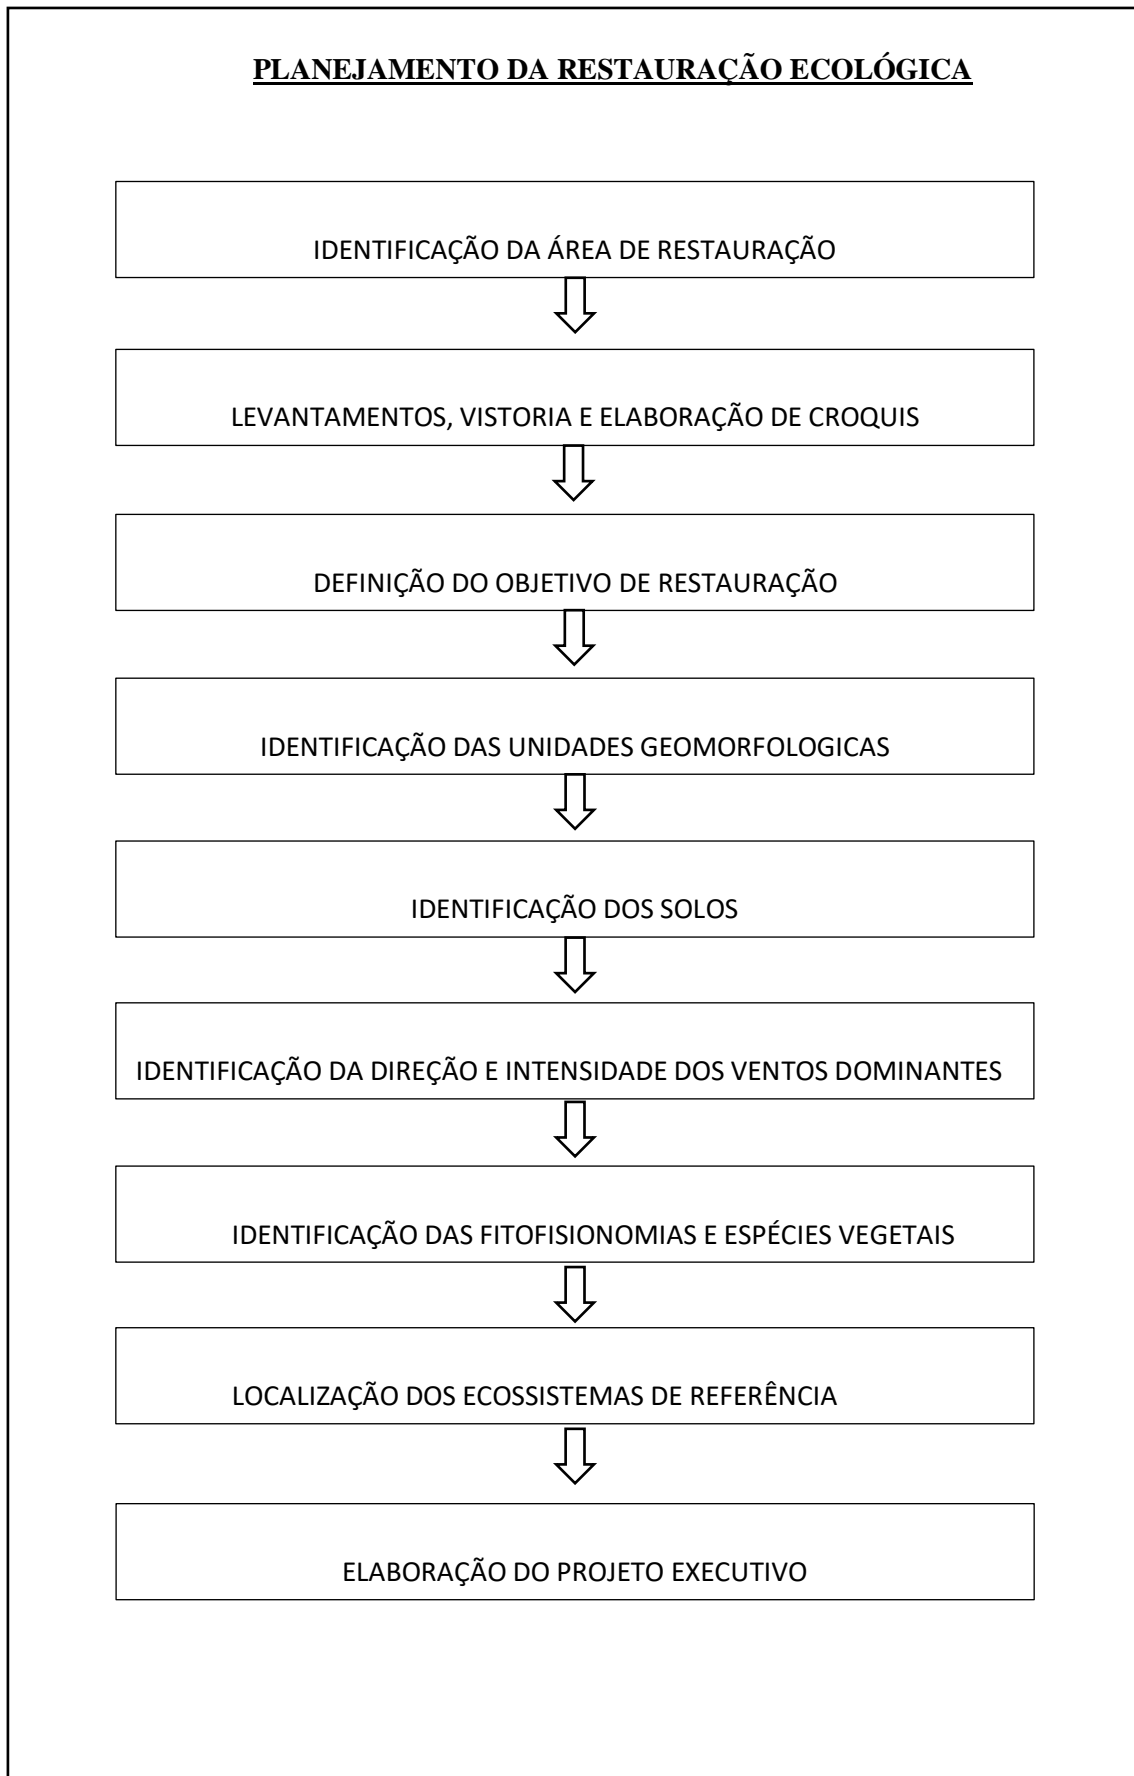 PLANEJAMENTO DA RESTAURAÇÃO ECOLÓGICA
IDENTIFICAÇÃO DA ÁREA DE RESTAURAÇÃO
LEVANTAMENTOS, VISTORIA E ELABORAÇÃO DE CROQUIS
DEFINIÇÃO DO OBJETIVO DE RESTAURAÇÃO
IDENTIFICAÇÃO DAS UNIDADES GEOMORFOLOGICAS
IDENTIFICAÇÃO DOS SOLOS
IDENTIFICAÇÃO DA DIREÇÃO E INTENSIDADE DOS VENTOS DOMINANTES
IDENTIFICAÇÃO DAS FITOFISIONOMIAS E ESPÉCIES VEGETAIS
LOCALIZAÇÃO DOS ECOSSISTEMAS DE REFERÊNCIA
ELABORAÇÃO DO PROJETO EXECUTIVO